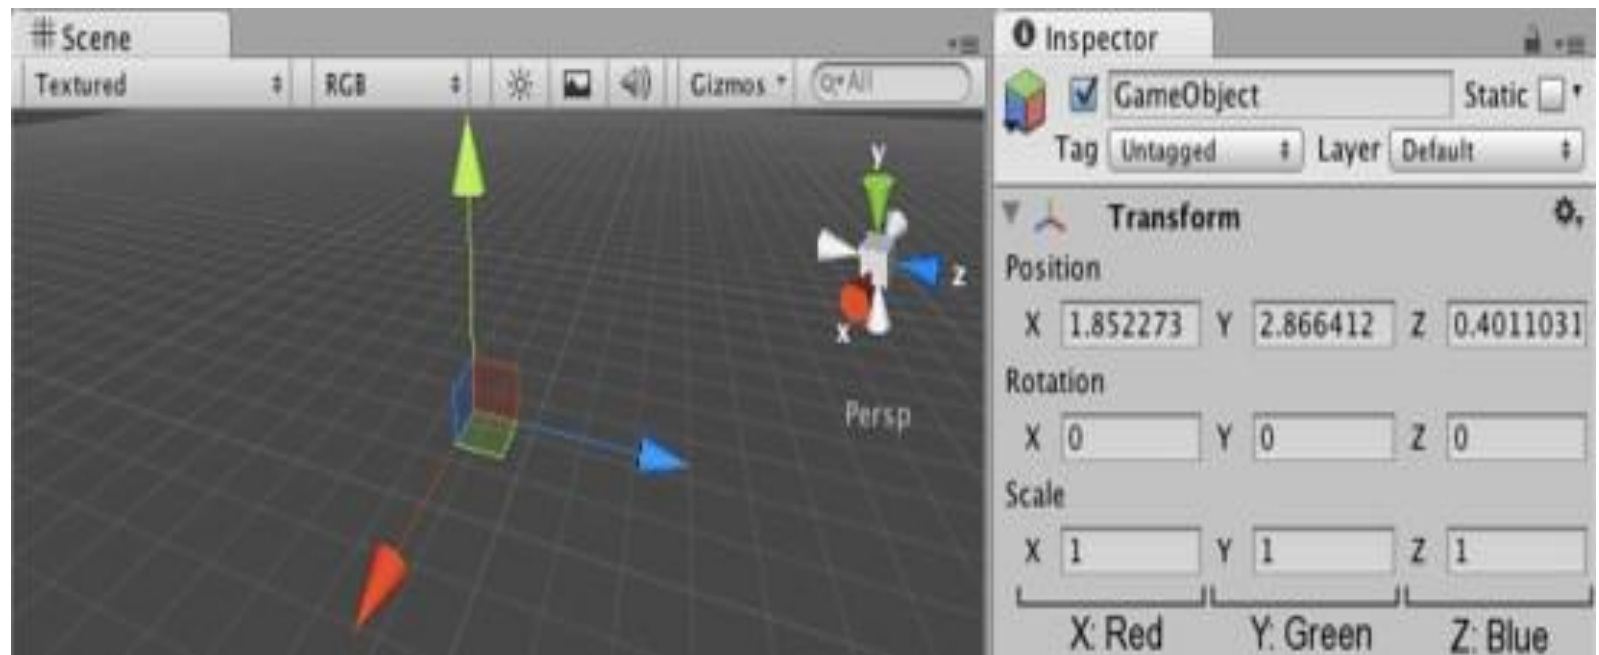 Scene
Textured RGB Gizmos All
y
z
x
Persp
Inspector
GameObject Static
Tag Untagged Layer Default
Transform
Position
X 1.852273 Y 2.866412 Z 0.4011031
Rotation
X 0 Y 0 Z 0
Scale
X 1 Y 1 Z 1
X: Red Y: Green Z: Blue